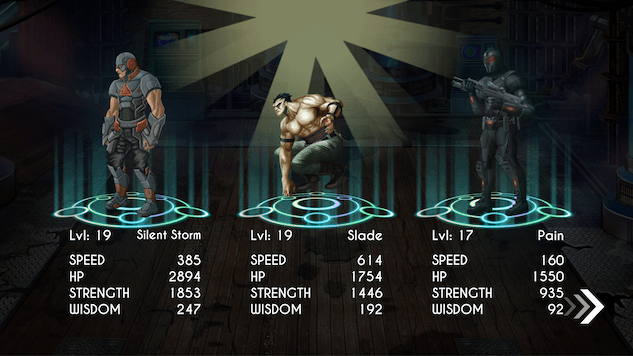 Lvl: 19 Silent Storm
SPEED 385
HP 2894
STRENGTH 1853
WISDOM 247
Lvl: 19 Slade
SPEED 614
HP 1754
STRENGTH 1446
WISDOM 192
Lvl: 17 Pain
SPEED 160
HP 1550
STRENGTH 935
WISDOM 92